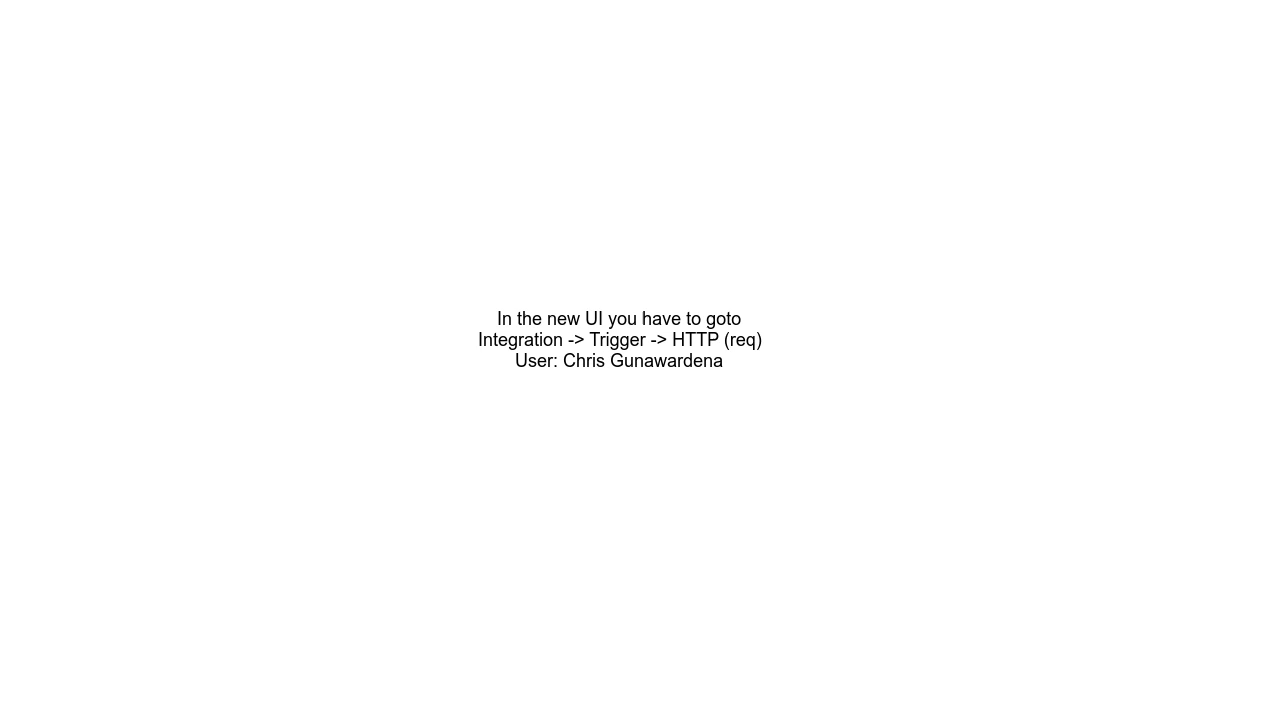 In the new UI you have to goto
Integration -> Trigger -> HTTP (req)
User: Chris Gunawardena